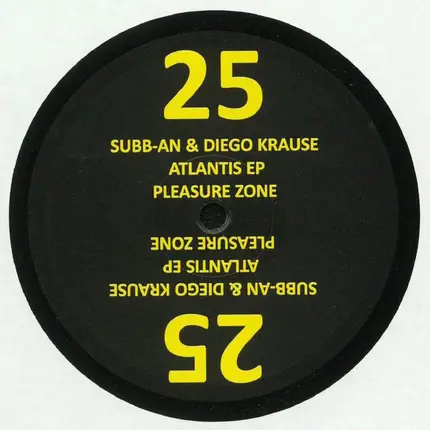 25
SUBB-AN & DIEGO KRAUSE
ATLANTIS EP
PLEASURE ZONE
PLEASURE ZONE
ATLANTIS EP
SUBB-AN & DIEGO KRAUSE
25